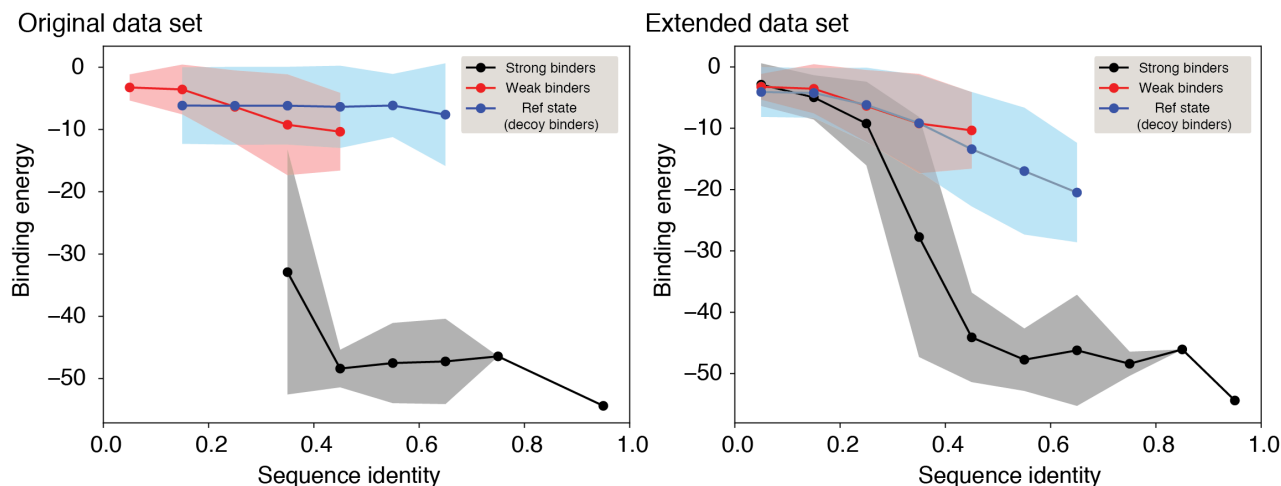 Original data set
Extended data set
Binding energy
0
−10
−20
−30
−40
−50
0.0 0.2 0.4 0.6 0.8 1.0
Sequence identity
Strong binders
Weak binders
Ref state
(decoy binders)
Binding energy
0
−10
−20
−30
−40
−50
0.0 0.2 0.4 0.6 0.8 1.0
Sequence identity
Strong binders
Weak binders
Ref state
(decoy binders)